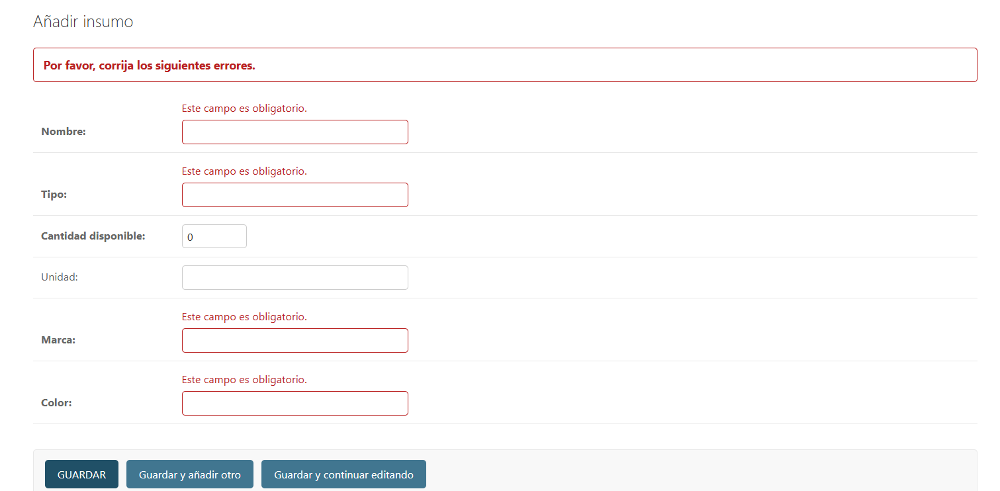 Añadir insumo
Por favor, corrija los siguientes errores.
Este campo es obligatorio.
Nombre:
Este campo es obligatorio.
Tipo:
Cantidad disponible: 0
Unidad:
Este campo es obligatorio.
Marca:
Este campo es obligatorio.
Color:
GUARDAR Guardar y añadir otro Guardar y continuar editando